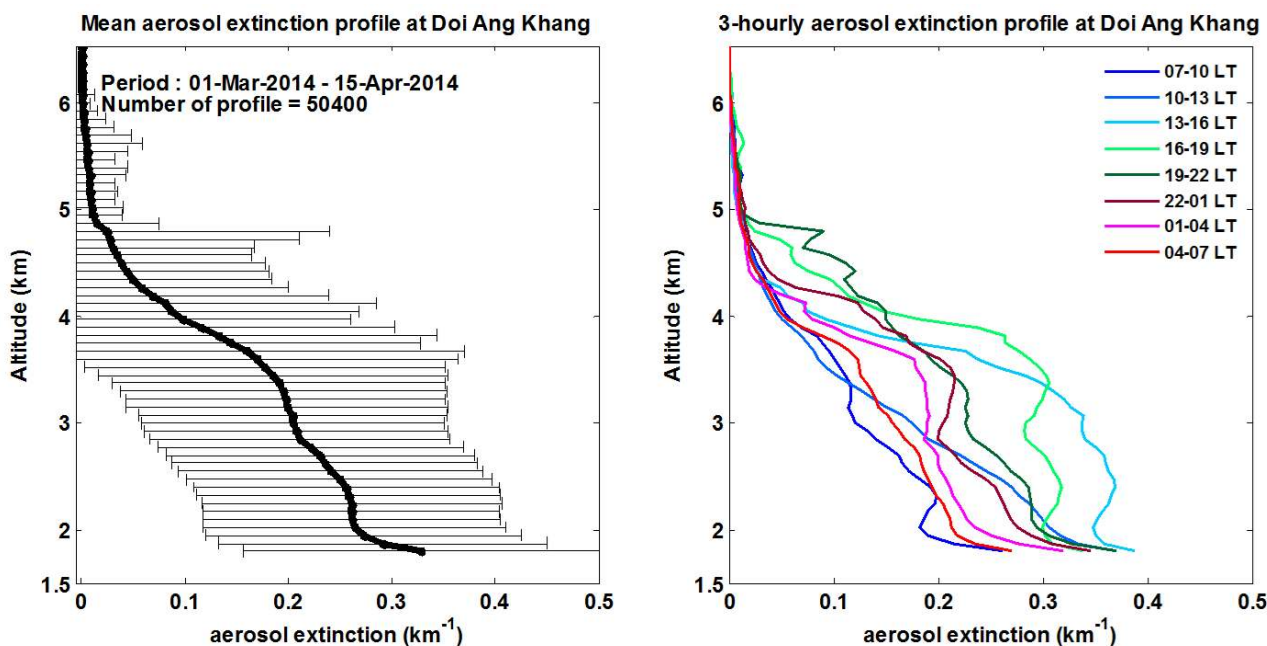 Mean aerosol extinction profile at Doi Ang Khang
Period : 01-Mar-2014 - 15-Apr-2014
Number of profile = 50400
6
5
4
3
2
1.5
Altitude (km)
0
0.1
0.2
0.3
0.4
0.5
aerosol extinction (km-1)
3-hourly aerosol extinction profile at Doi Ang Khang
07-10 LT
10-13 LT
13-16 LT
16-19 LT
19-22 LT
22-01 LT
01-04 LT
04-07 LT
6
5
4
3
2
1.5
Altitude (km)
0
0.1
0.2
0.3
0.4
0.5
aerosol extinction (km-1)